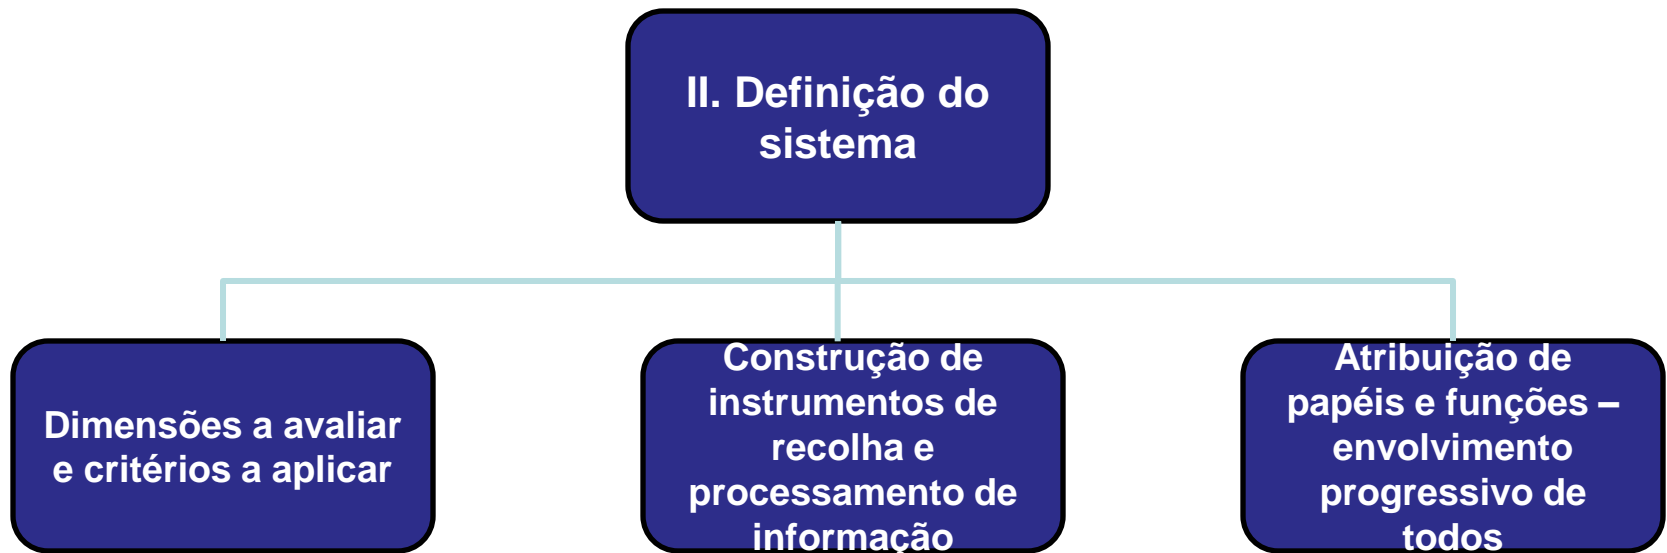 II. Definição do
sistema
Dimensões a avaliar
e critérios a aplicar
Construção de
instrumentos de
recolha e
processamento de
informação
Atribuição de
papéis e funções –
envolvimento
progressivo de
todos